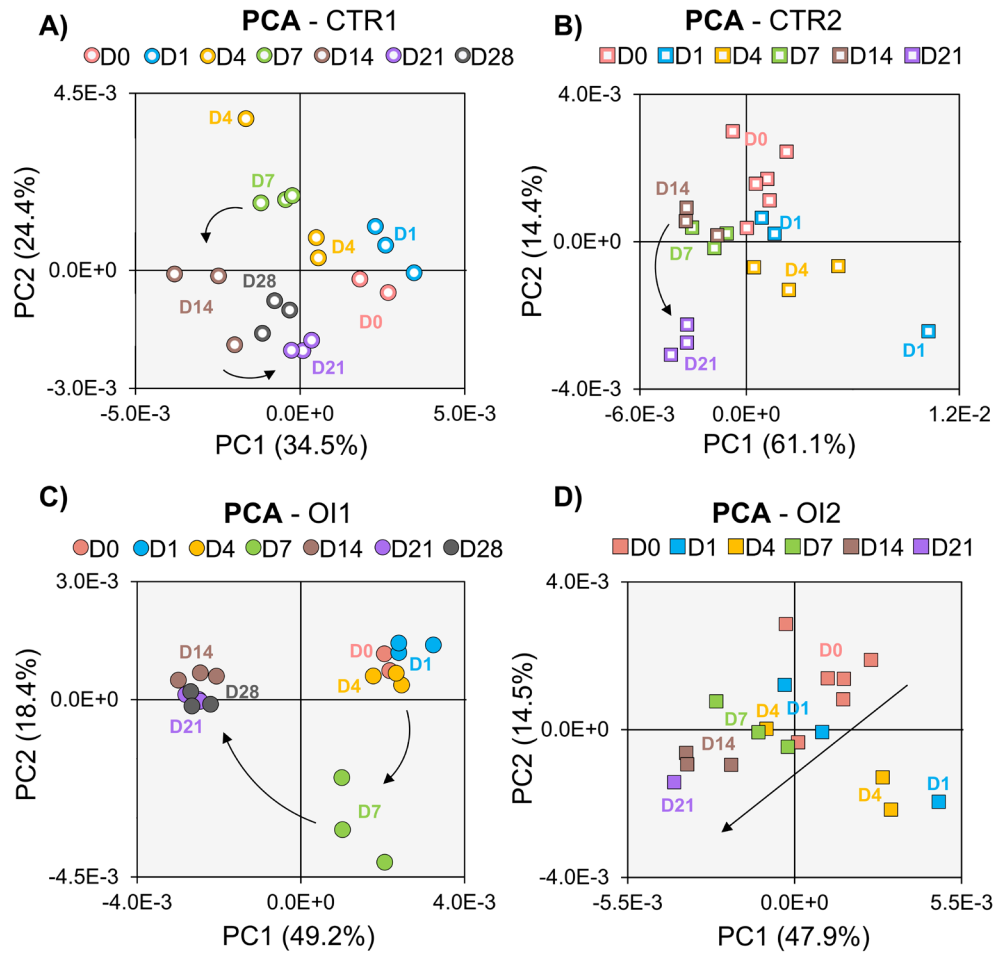 A)
PCA - CTR1
D0 D1 D4 D7 D14 D21 D28
4.5E-3
0.0E+0
-3.0E-3
PC2 (24.4%)
D4
D7
D1
D4
D28
D14
D0
D21
-5.0E-3 0.0E+0 5.0E-3
PC1 (34.5%)
B)
PCA - CTR2
D0 D1 D4 D7 D14 D21
4.0E-3
0.0E+0
-4.0E-3
PC2 (14.4%)
D0
D14
D1
D7
D4
D21
D1
-6.0E-3 0.0E+0 1.2E-2
PC1 (61.1%)
C)
PCA - OI1
D0 D1 D4 D7 D14 D21 D28
3.0E-3
0.0E+0
-4.5E-3
PC2 (18.4%)
D14
D0
D1
D4
D28
D21
D7
-4.0E-3 0.0E+0 4.0E-3
PC1 (49.2%)
D)
PCA - OI2
D0 D1 D4 D7 D14 D21
4.0E-3
0.0E+0
-4.0E-3
PC2 (14.5%)
D0
D7
D4
D1
D14
D21
D4
D1
-5.5E-3 0.0E+0 5.5E-3
PC1 (47.9%)